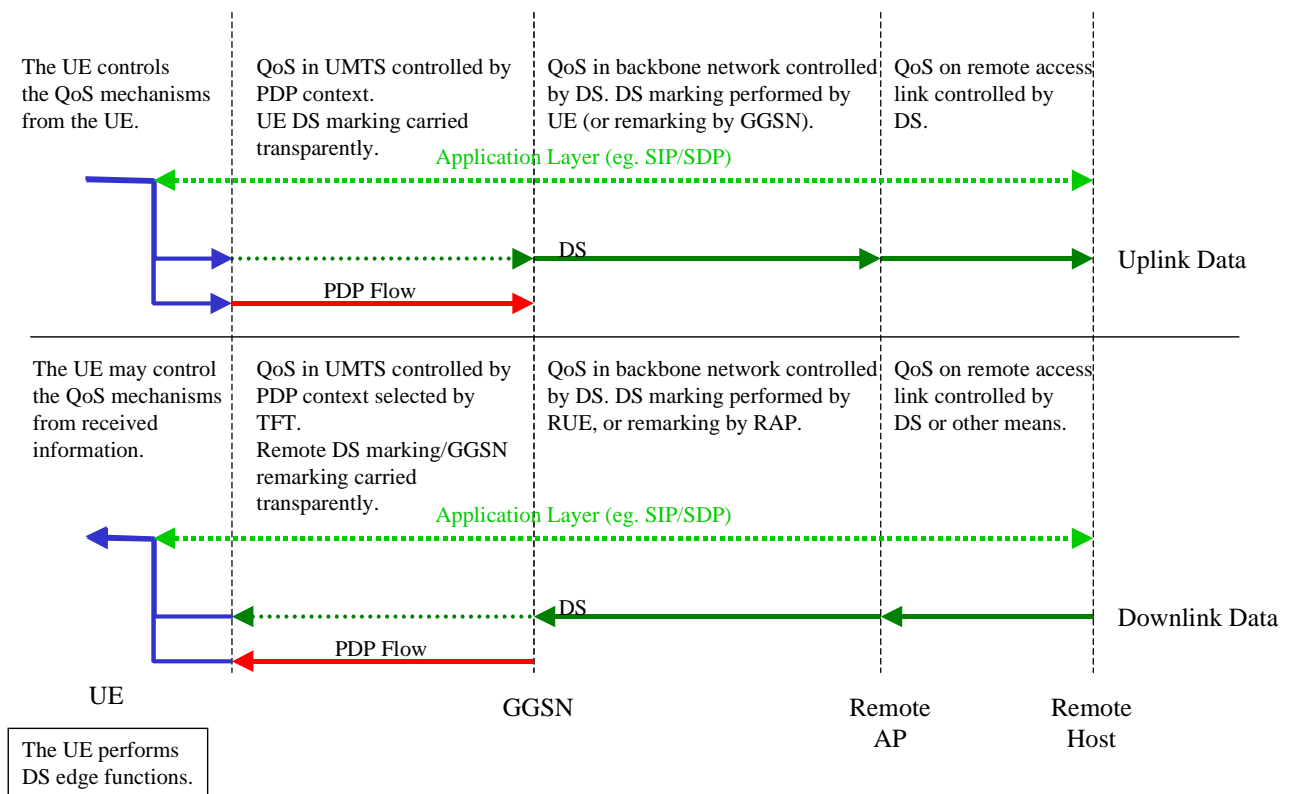 The UE controls
the QoS mechanisms
from the UE.
QoS in UMTS controlled by
PDP context.
UE DS marking carried
transparently.
QoS in backbone network controlled
by DS. DS marking performed by
UE (or remarking by GGSN).
QoS on remote access
link controlled by
DS.
Application Layer (eg. SIP/SDP)
DS
Uplink Data
PDP Flow
The UE may control
the QoS mechanisms
from received
information.
QoS in UMTS controlled by
PDP context selected by
TFT.
Remote DS marking/GGSN
remarking carried
transparently.
QoS in backbone network controlled
by DS. DS marking performed by
RUE, or remarking by RAP.
QoS on remote access
link controlled by
DS or other means.
Application Layer (eg. SIP/SDP)
DS
Downlink Data
PDP Flow
UE
GGSN
Remote
AP
Remote
Host
The UE performs
DS edge functions.